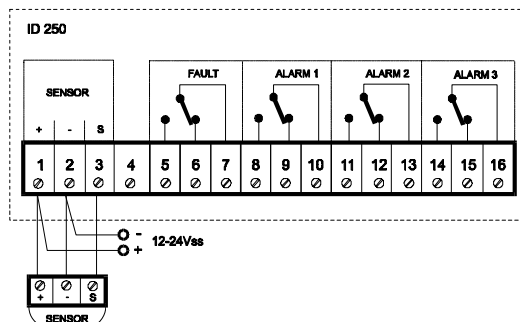 ID 250
FAULT ALARM 1 ALARM 2 ALARM 3
SENSOR
+ - S
1 2 3 4 5 6 7 8 9 10 11 12 13 14 15 16
-
+ 12-24Vss
+ - S
SENSOR